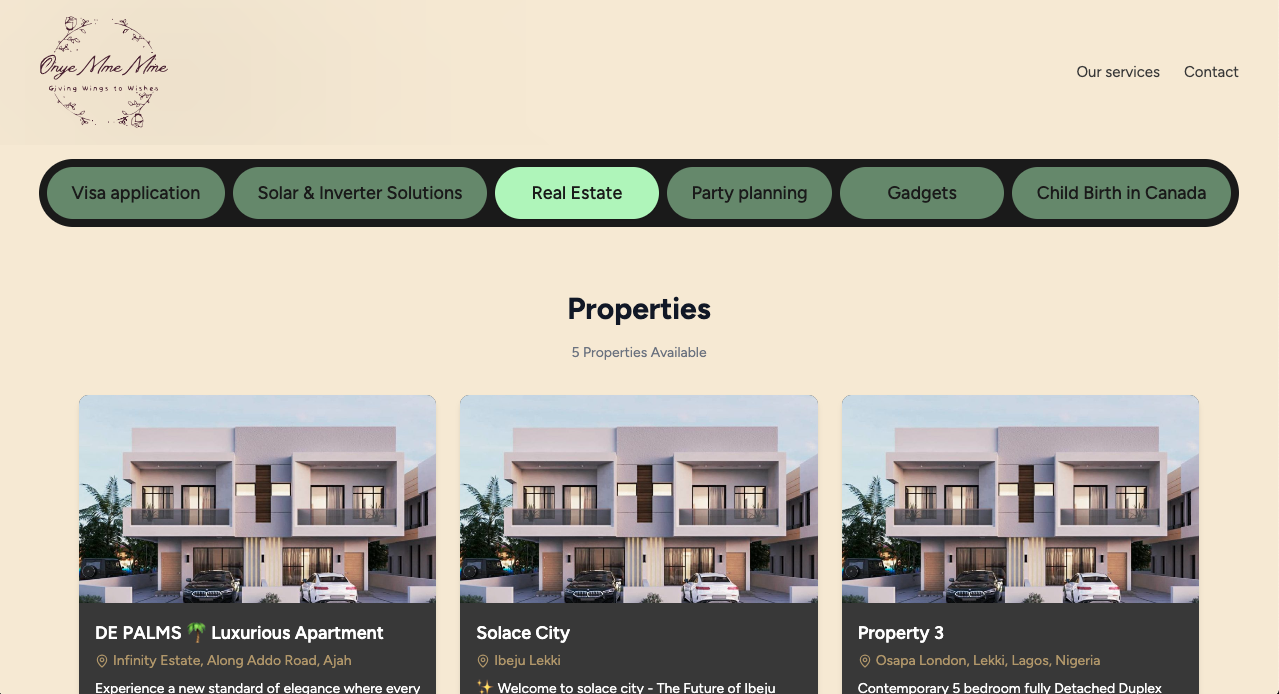 Onye Mme Mme
Giving Wings to Wishes
Our services
Contact
Visa application
Solar & Inverter Solutions
Real Estate
Party planning
Gadgets
Child Birth in Canada
Properties
5 Properties Available
DE PALMS 🌴 Luxurious Apartment
Infinity Estate, Along Addo Road, Ajah
Experience a new standard of elegance where every
Solace City
Ibeju Lekki
✨ Welcome to solace city - The Future of Ibeju
Property 3
Osapa London, Lekki, Lagos, Nigeria
Contemporary 5 bedroom fully Detached Duplex